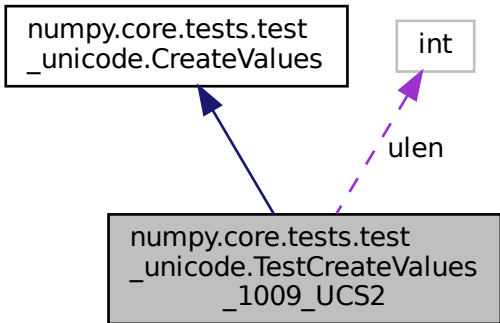 numpy.core.tests.test
_unicode.CreateValues
int
ulen
numpy.core.tests.test
_unicode.TestCreateValues
_1009_UCS2